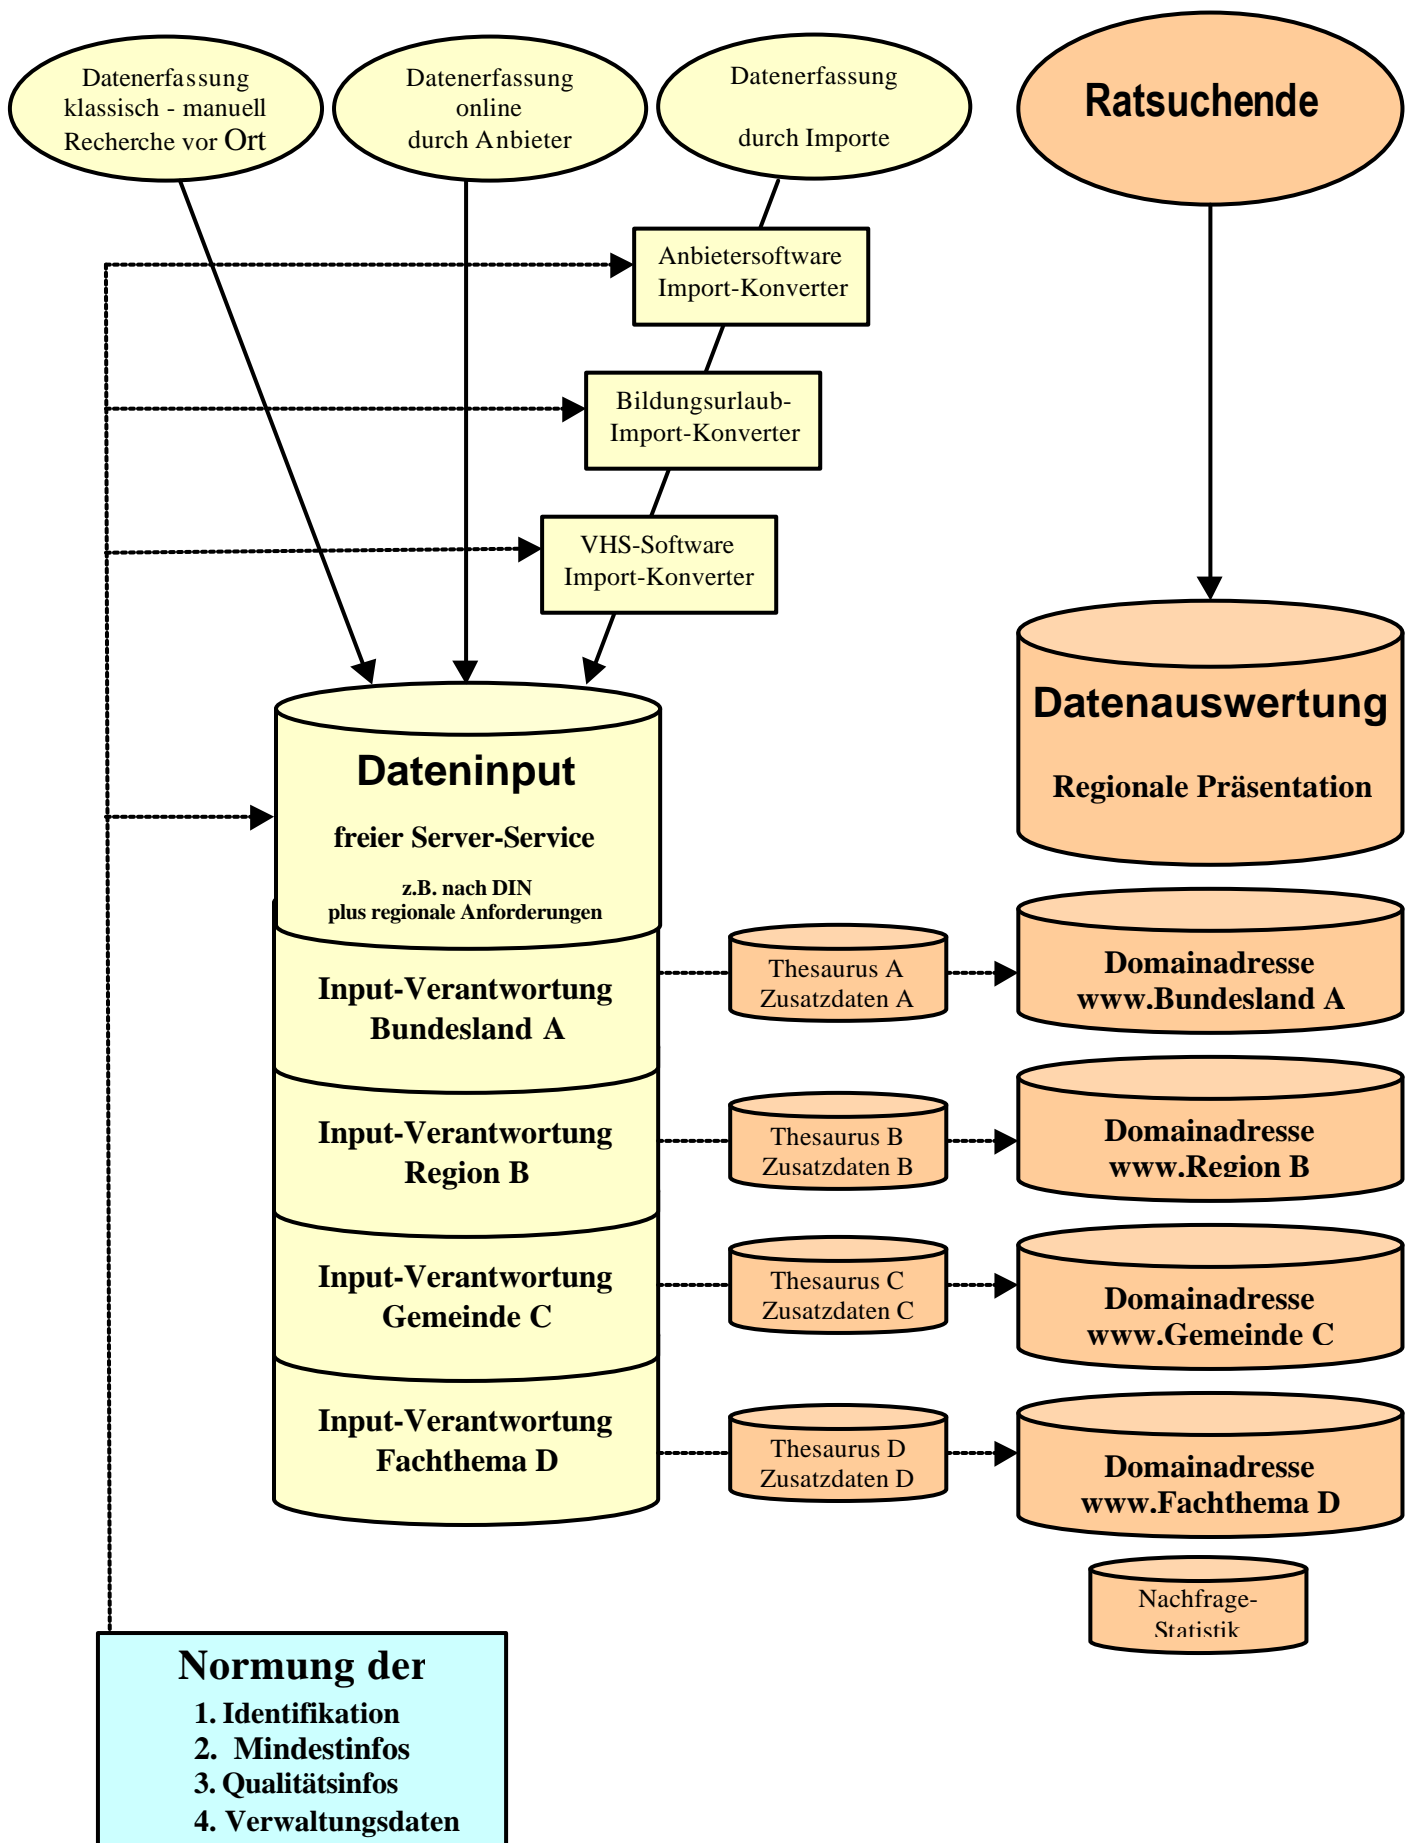 Datenerfassung
klassisch - manuell
Recherche vor Ort
Datenerfassung
online
durch Anbieter
Datenerfassung
durch Importe
Ratsuchende
Anbietersoftware
Import-Konverter
Bildungsurlaub-
Import-Konverter
VHS-Software
Import-Konverter
Datenauswertung
Regionale Präsentation
Dateninput
freier Server-Service
z.B. nach DIN
plus regionale Anforderungen
Input-Verantwortung
Bundesland A
Thesaurus A
Zusatzdaten A
Domainadresse
www.Bundesland A
Input-Verantwortung
Region B
Thesaurus B
Zusatzdaten B
Domainadresse
www.Region B
Input-Verantwortung
Gemeinde C
Thesaurus C
Zusatzdaten C
Domainadresse
www.Gemeinde C
Input-Verantwortung
Fachthema D
Thesaurus D
Zusatzdaten D
Domainadresse
www.Fachthema D
Nachfrage-
Statistik
Normung der
1. Identifikation
2. Mindestinfos
3. Qualitätsinfos
4. Verwaltungsdaten